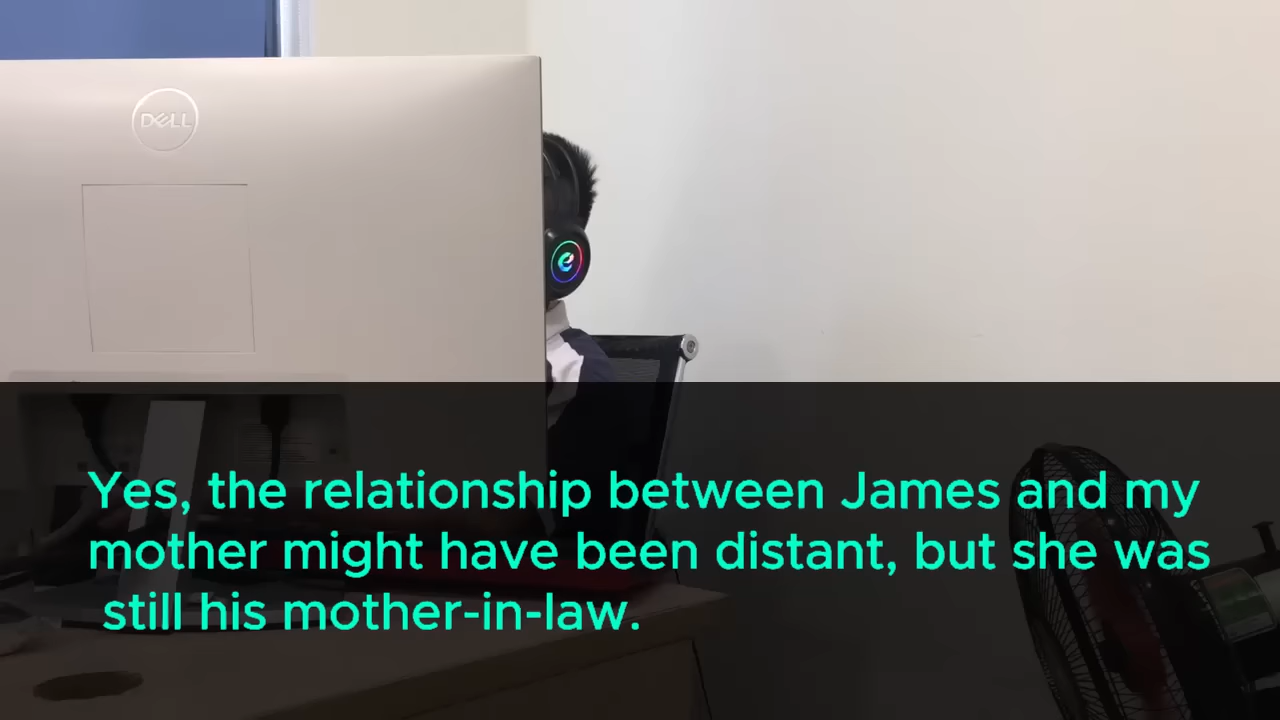 DELL
Yes, the relationship between James and my
mother might have been distant, but she was
still his mother-in-law.